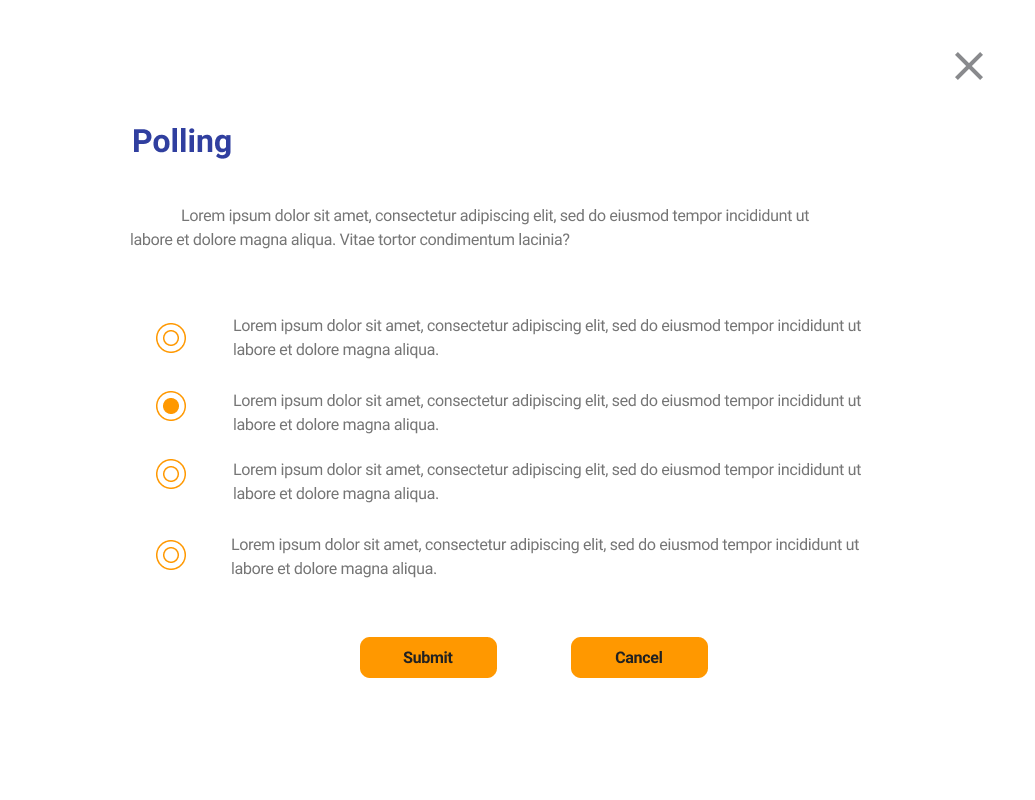 Polling
Lorem ipsum dolor sit amet, consectetur adipiscing elit, sed do eiusmod tempor incididunt ut
labore et dolore magna aliqua. Vitae tortor condimentum lacinia?
Lorem ipsum dolor sit amet, consectetur adipiscing elit, sed do eiusmod tempor incididunt ut
labore et dolore magna aliqua.
Lorem ipsum dolor sit amet, consectetur adipiscing elit, sed do eiusmod tempor incididunt ut
labore et dolore magna aliqua.
Lorem ipsum dolor sit amet, consectetur adipiscing elit, sed do eiusmod tempor incididunt ut
labore et dolore magna aliqua.
Lorem ipsum dolor sit amet, consectetur adipiscing elit, sed do eiusmod tempor incididunt ut
labore et dolore magna aliqua.
Submit
Cancel